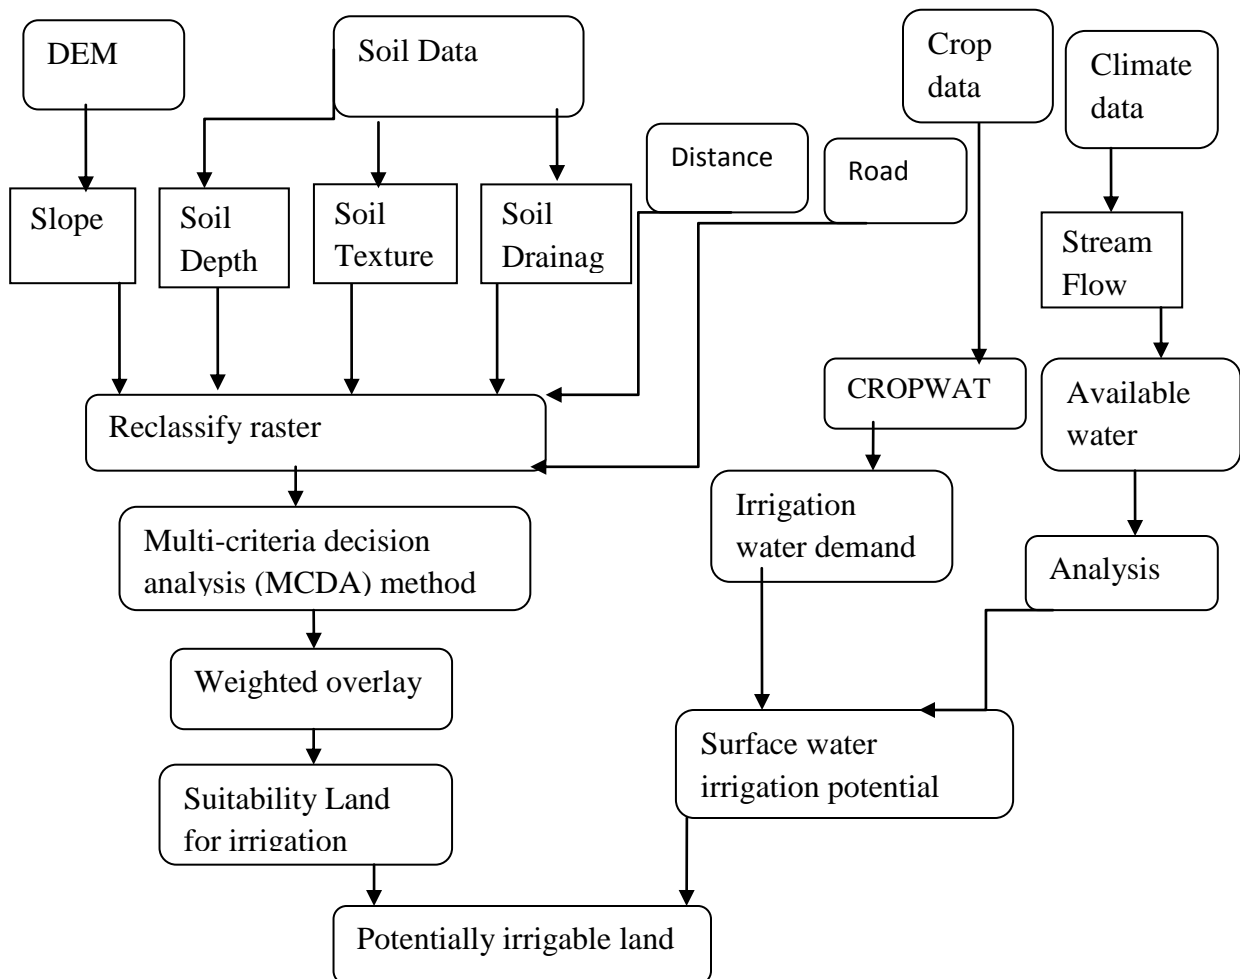 DEM
Soil Data
Crop
data
Climate
data
Distance
Road
Slope
Soil
Depth
Soil
Texture
Soil
Drainag
Stream
Flow
CROPWAT
Available
water
Reclassify raster
Irrigation
water demand
Multi-criteria decision
analysis (MCDA) method
Analysis
Weighted overlay
Surface water
irrigation potential
Suitability Land
for irrigation
Potentially irrigable land